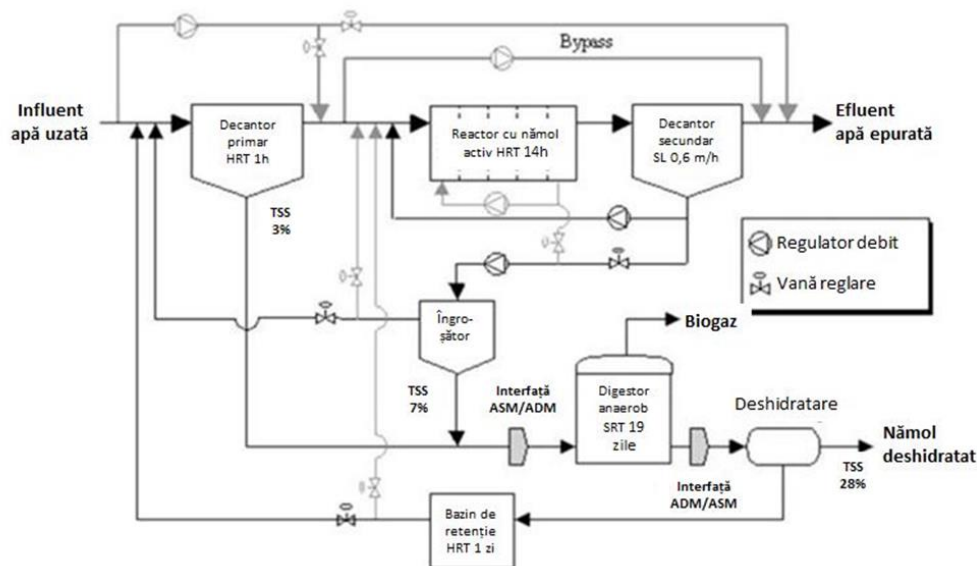 Bypass
Influent
apă uzată
Decantor
primar
HRT 1h
Reactor cu nămol
activ HRT 14h
Decantor
secundar
SL 0,6 m/h
Efluent
apă epurată
TSS
3%
Regulator debit
Vană reglare
Îngro-
șător
Biogaz
TSS
7%
Interfață
ASM/ADM
Digestor
anaerob
SRT 19
zile
Deshidratare
Nămol
deshidratat
TSS
28%
Interfață
ADM/ASM
Bazin de
retenție
HRT 1 zi